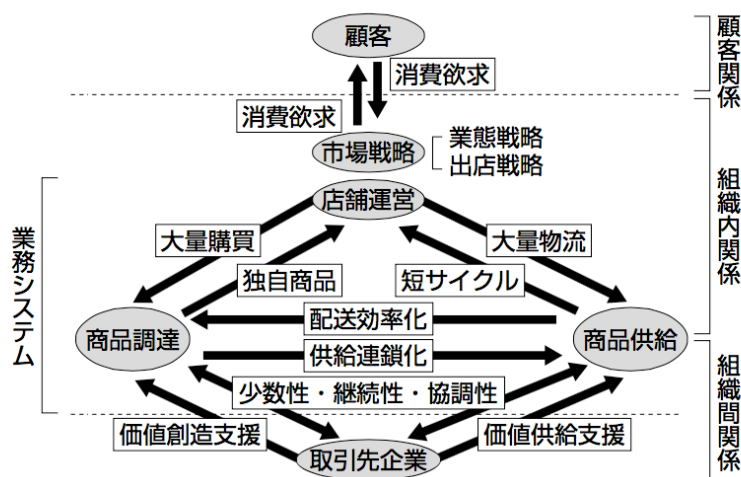 顧客
顧客関係
消費欲求
消費欲求
市場戦略
業態戦略
出店戦略
店舗運営
組織内関係
業務システム
大量購買
大量物流
独自商品
短サイクル
配送効率化
商品調達
商品供給
供給連鎖化
少数性・継続性・協調性
組織間関係
価値創造支援
価値供給支援
取引先企業